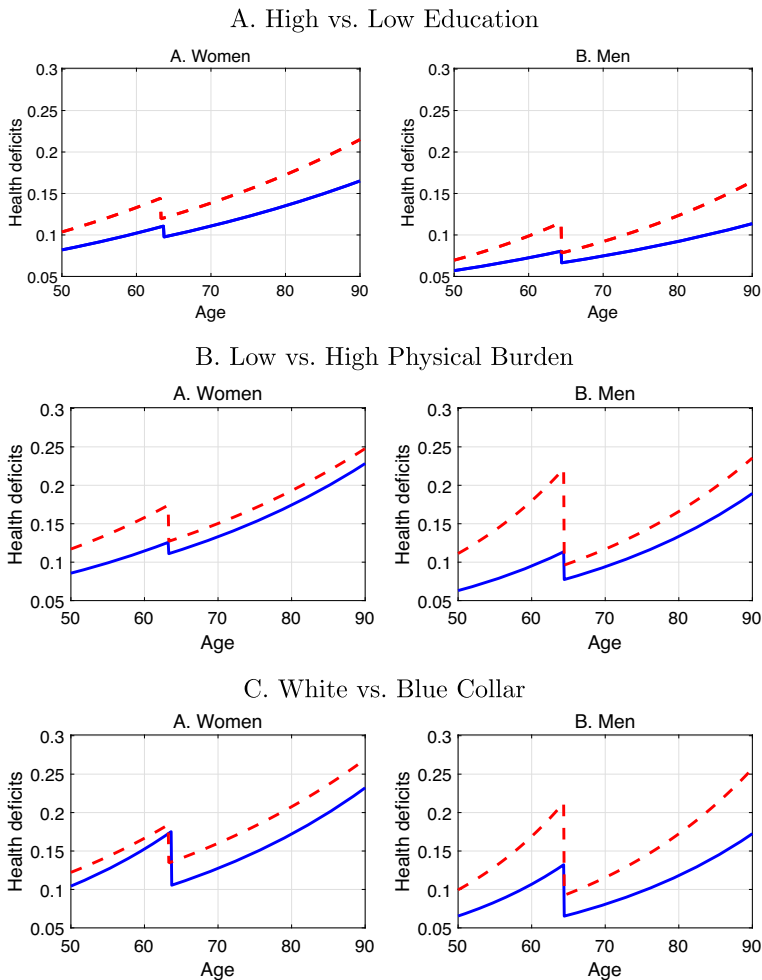 A. High vs. Low Education
A. Women
B. Men
0.3
0.25
0.2
0.15
0.1
0.05
Health deficits
50 60 70 80 90
Age
0.3
0.25
0.2
0.15
0.1
0.05
Health deficits
50 60 70 80 90
Age
B. Low vs. High Physical Burden
A. Women
B. Men
0.3
0.25
0.2
0.15
0.1
0.05
Health deficits
50 60 70 80 90
Age
0.3
0.25
0.2
0.15
0.1
0.05
Health deficits
50 60 70 80 90
Age
C. White vs. Blue Collar
A. Women
B. Men
0.3
0.25
0.2
0.15
0.1
0.05
Health deficits
50 60 70 80 90
Age
0.3
0.25
0.2
0.15
0.1
0.05
Health deficits
50 60 70 80 90
Age